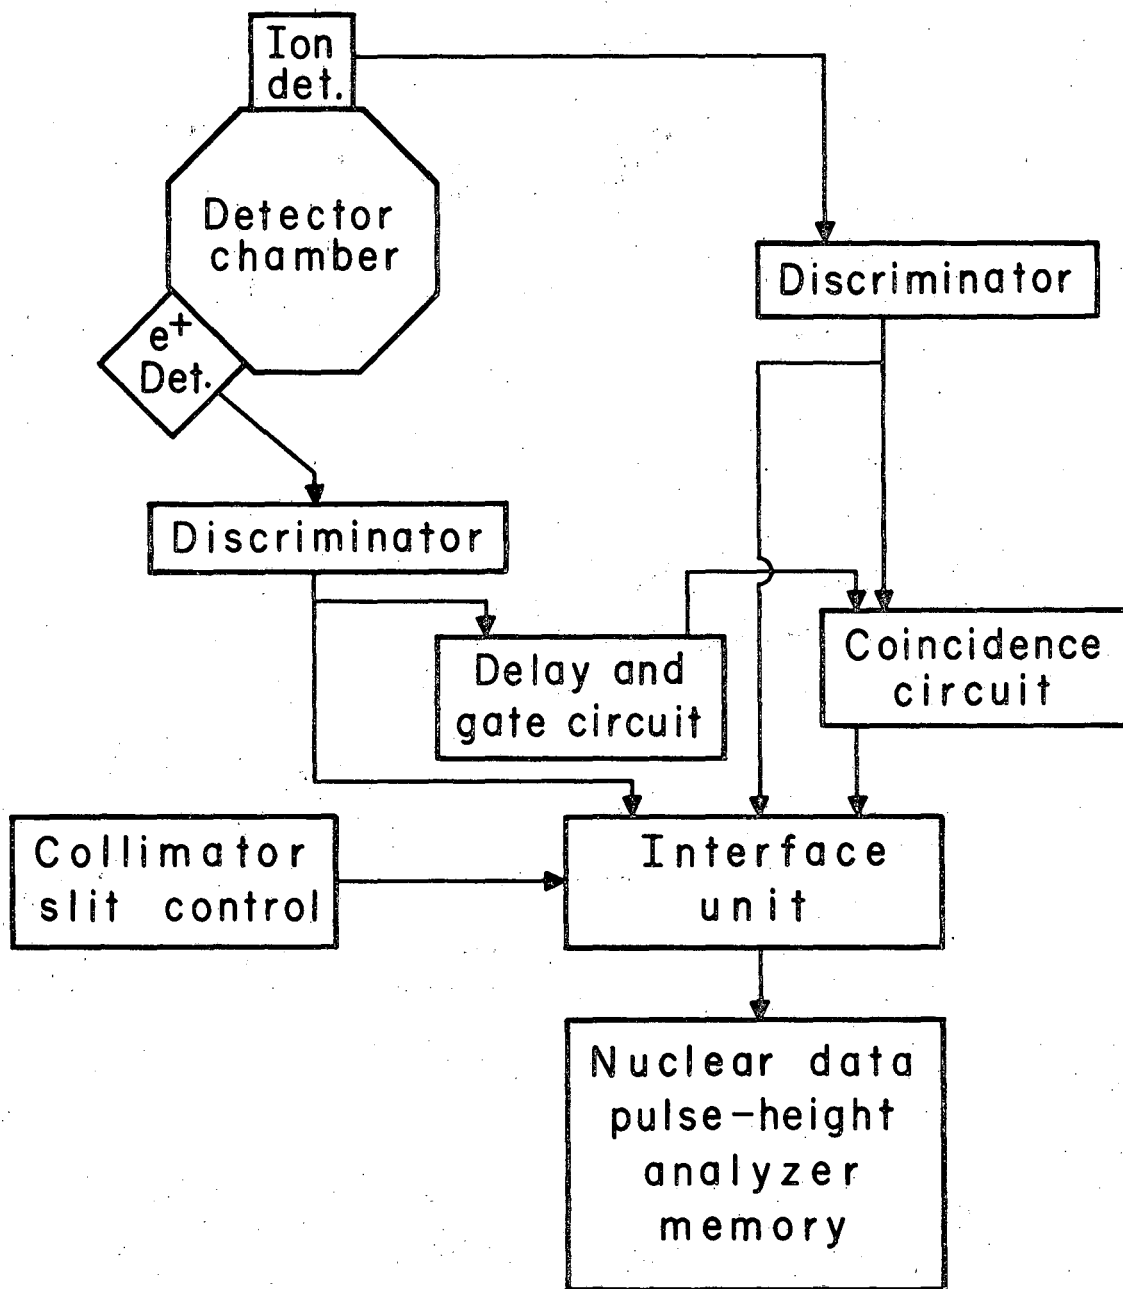 Ion
det.
Detector
chamber
e+
Det.
Discriminator
Discriminator
Delay and
gate circuit
Coincidence
circuit
Collimator
slit control
Interface
unit
Nuclear data
pulse-height
analyzer
memory